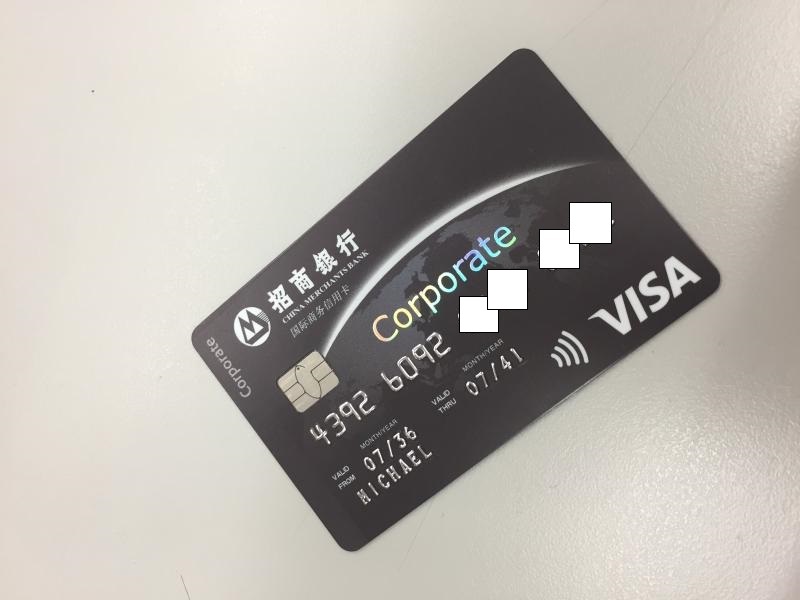 招商銀行
CHINA MERCHANTS BANK
国际商务信用卡
Corporate
Corporate
4392 6092
MONTH/YEAR
VALID FROM 07/36
MONTH/YEAR
VALID THRU 07/41
MICHAEL
VISA